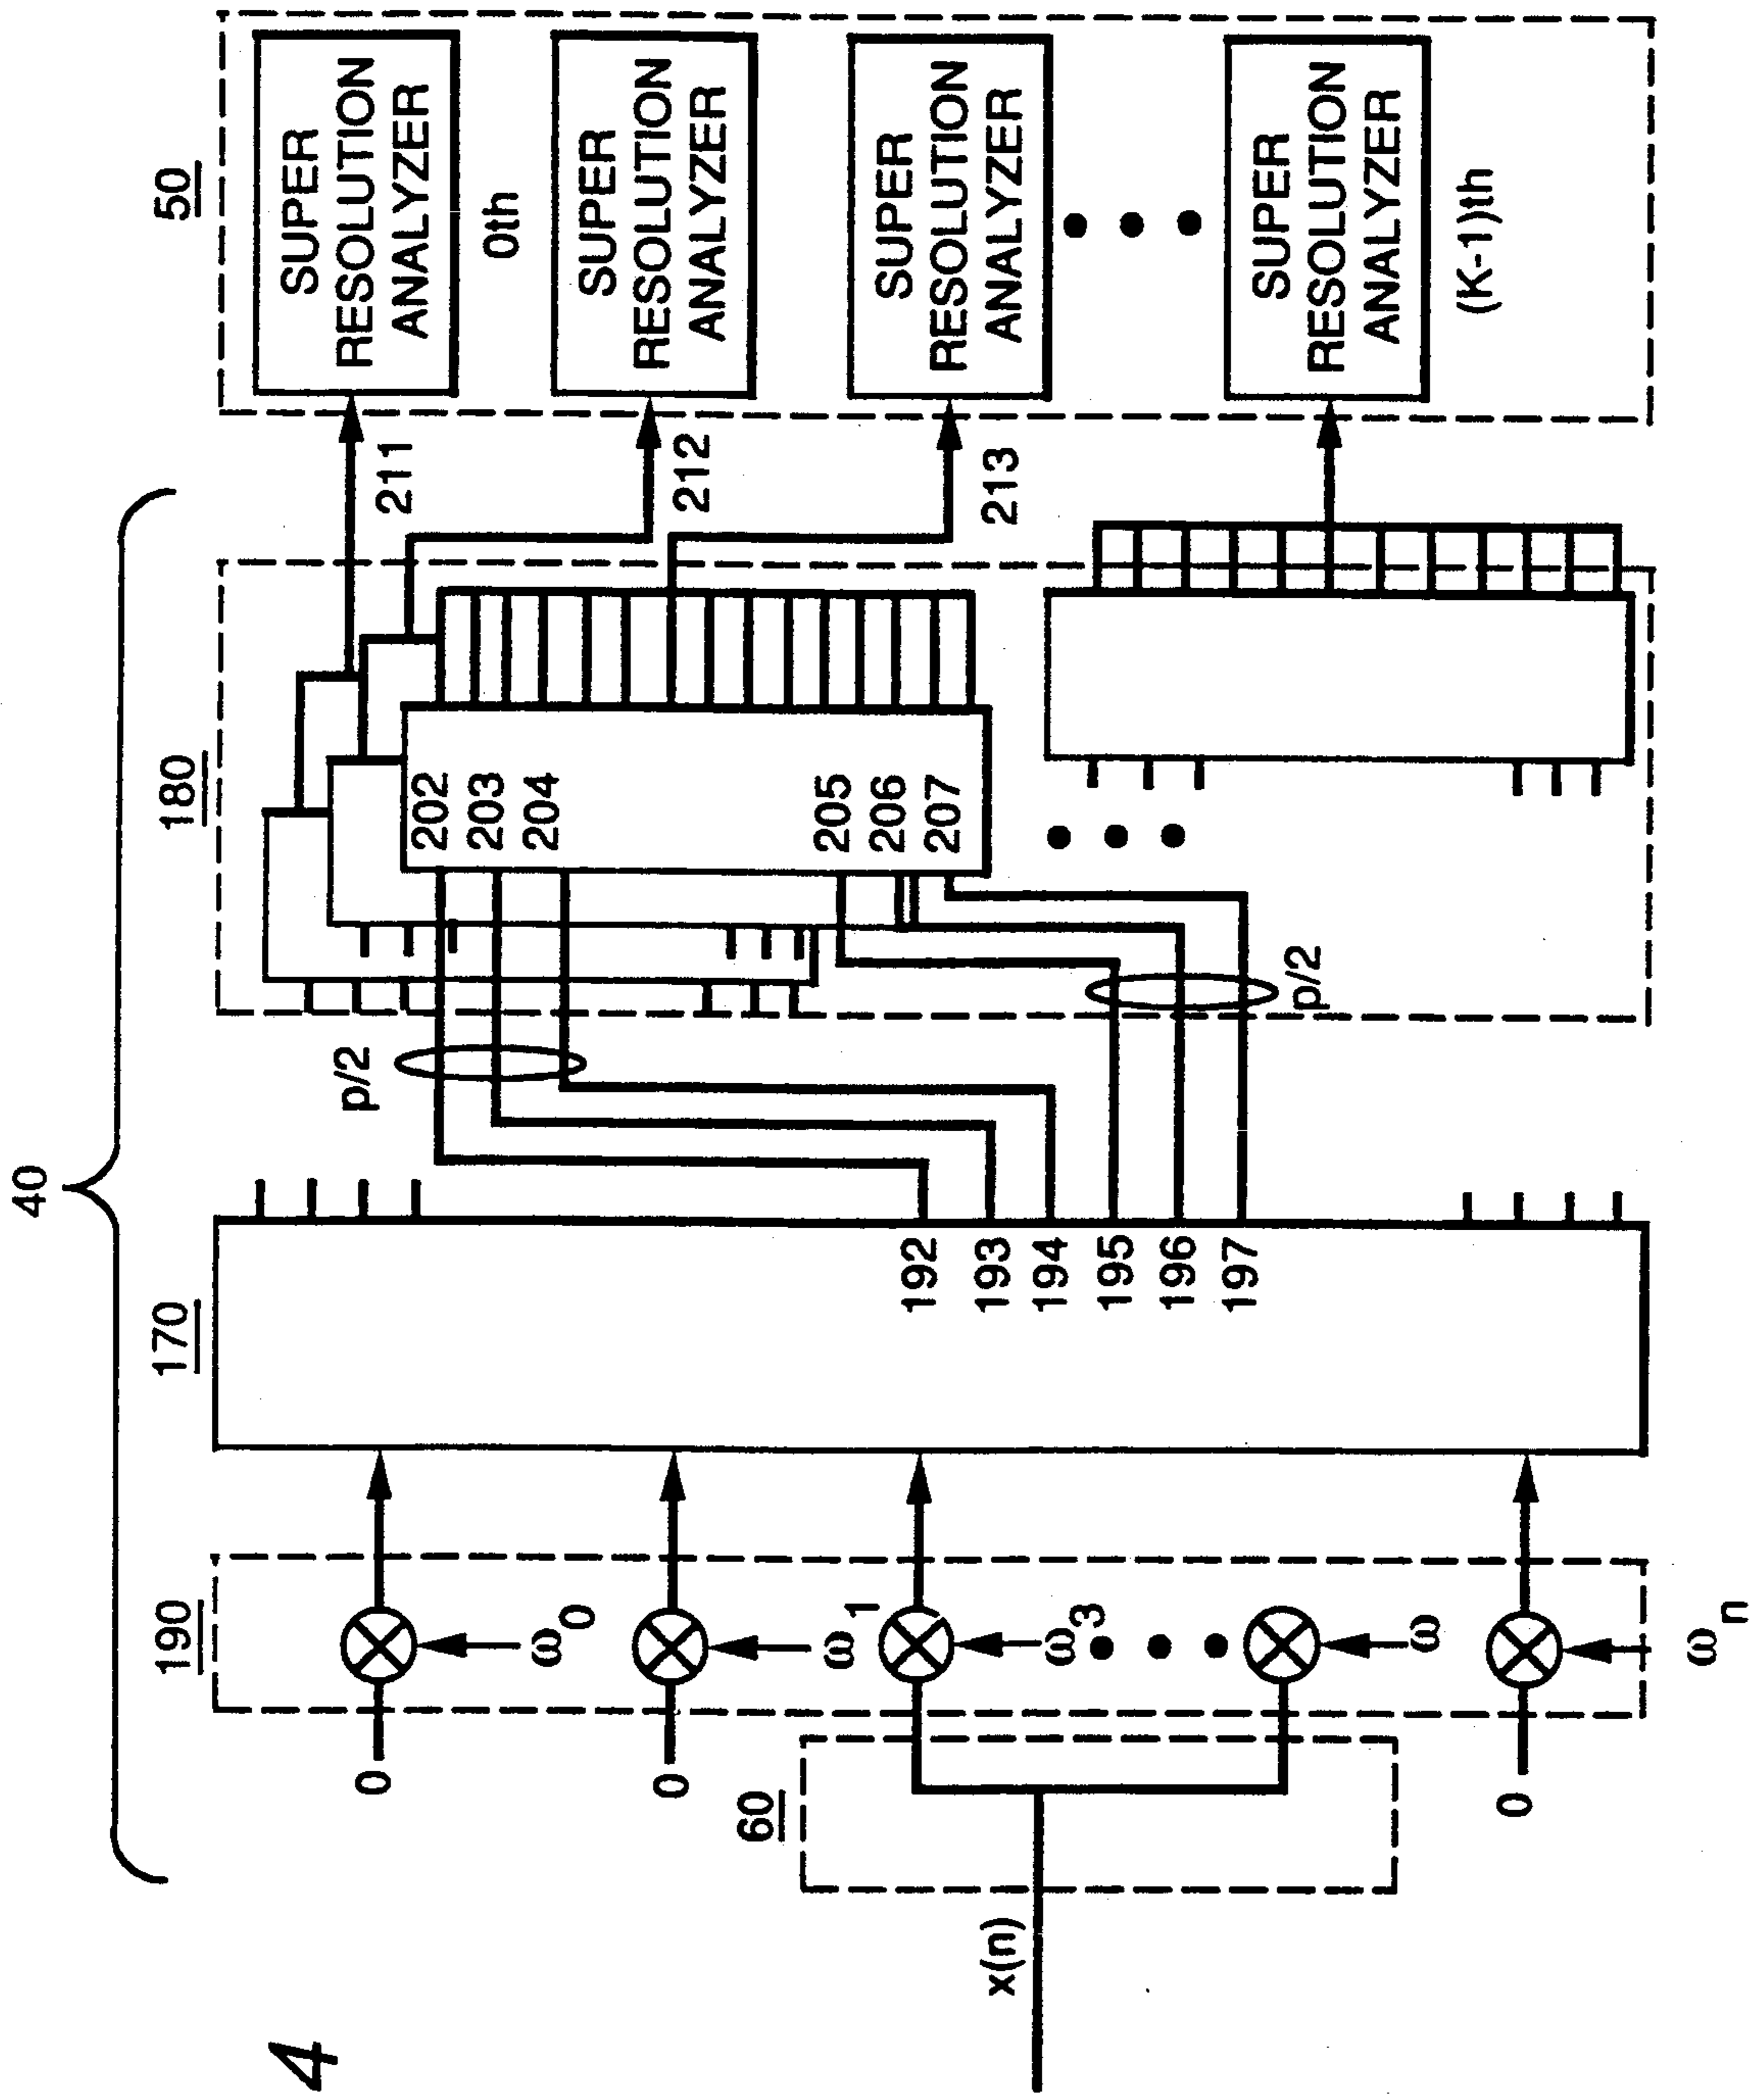 4
40
50
180
170
190
60
SUPER
RESOLUTION
ANALYZER
0th
SUPER
RESOLUTION
ANALYZER
SUPER
RESOLUTION
ANALYZER
SUPER
RESOLUTION
ANALYZER
(K-1)th
211
212
213
202
203
204
205
206
207
p/2
p/2
192
193
194
195
196
197
ω0
ω1
ω3
ω
ωn
0
0
0
x(n)